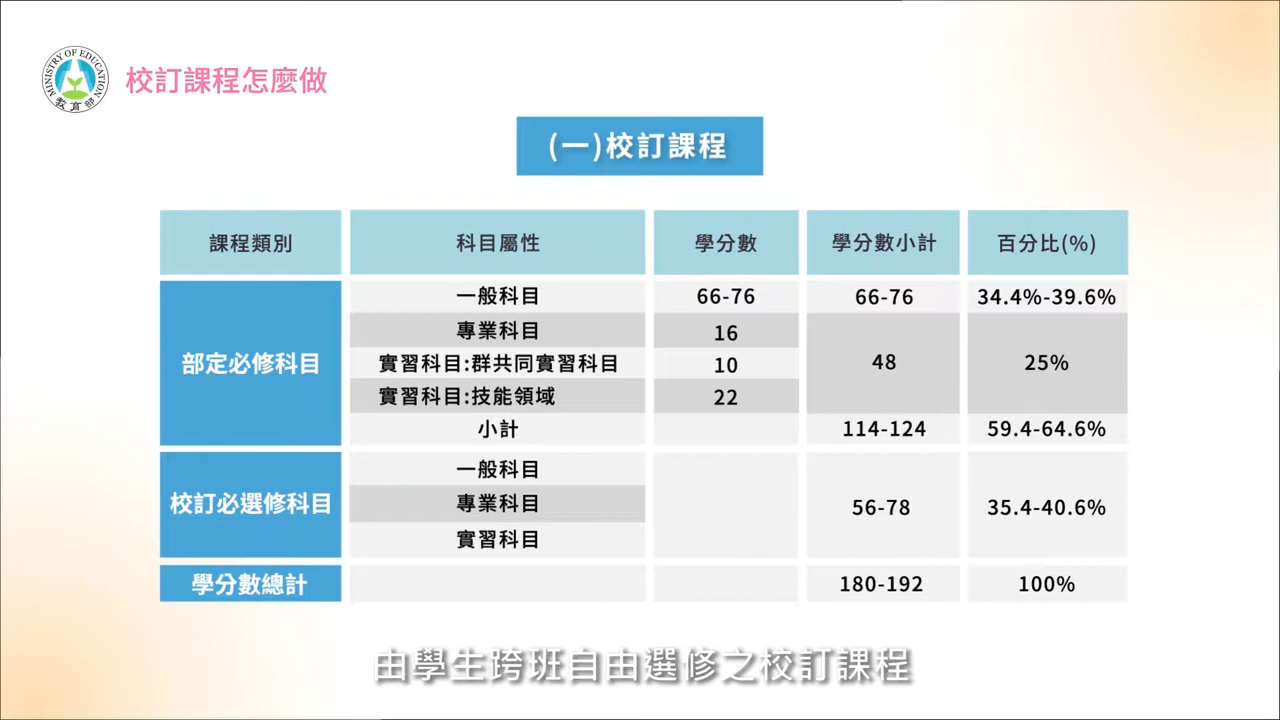 MINISTRY OF EDUCATION
教育部
校訂課程怎麼做
(一)校訂課程
課程類別 科目屬性 學分數 學分數小計 百分比(%)
部定必修科目
一般科目 66-76 66-76 34.4%-39.6%
專業科目 16
實習科目:群共同實習科目 10 48 25%
實習科目:技能領域 22
小計 114-124 59.4-64.6%
校訂必選修科目
一般科目
專業科目 56-78 35.4-40.6%
實習科目
學分數總計 180-192 100%
由學生跨班自由選修之校訂課程